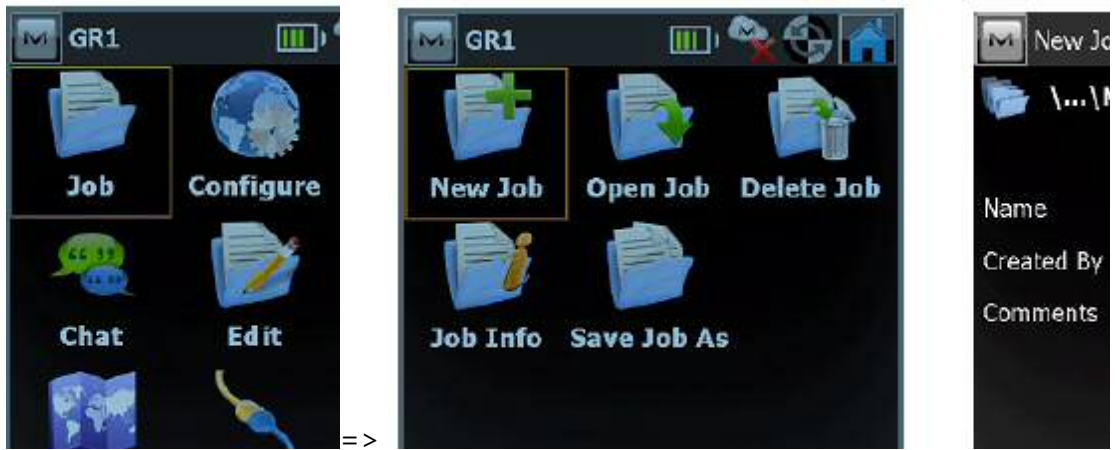 GR1
Job Configure
Chat Edit
=>
GR1
New Job Open Job Delete Job
Job Info Save Job As
New
\...\
Name
Created By
Comments